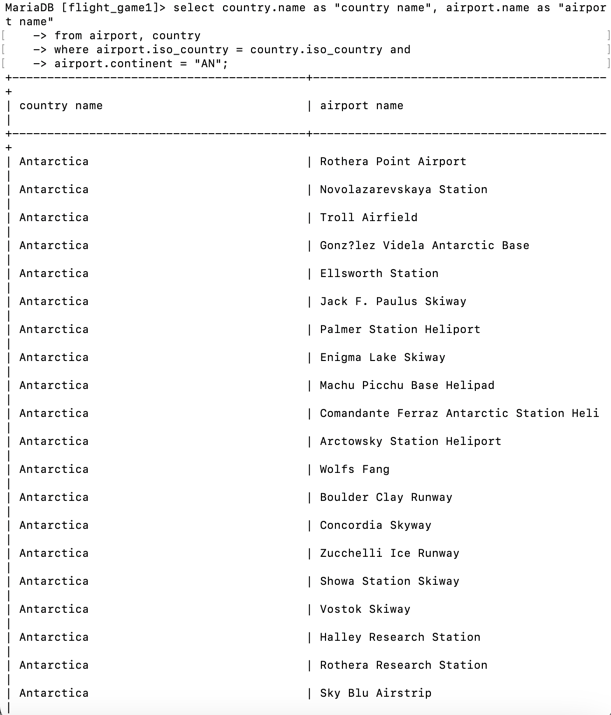 MariaDB [flight_game1]> select country.name as "country name", airport.name as "airpor
t name"
[    -> from airport, country ]
[    -> where airport.iso_country = country.iso_country and ]
[    -> airport.continent = "AN"; ]
+------------------------------------------+------------------------------------------
+
| country name                             | airport name
|
+------------------------------------------+------------------------------------------
+
| Antarctica                               | Rothera Point Airport
|
| Antarctica                               | Novolazarevskaya Station
|
| Antarctica                               | Troll Airfield
|
| Antarctica                               | Gonz?lez Videla Antarctic Base
|
| Antarctica                               | Ellsworth Station
|
| Antarctica                               | Jack F. Paulus Skiway
|
| Antarctica                               | Palmer Station Heliport
|
| Antarctica                               | Enigma Lake Skiway
|
| Antarctica                               | Machu Picchu Base Helipad
|
| Antarctica                               | Comandante Ferraz Antarctic Station Heli
|
| Antarctica                               | Arctowsky Station Heliport
|
| Antarctica                               | Wolfs Fang
|
| Antarctica                               | Boulder Clay Runway
|
| Antarctica                               | Concordia Skyway
|
| Antarctica                               | Zucchelli Ice Runway
|
| Antarctica                               | Showa Station Skiway
|
| Antarctica                               | Vostok Skiway
|
| Antarctica                               | Halley Research Station
|
| Antarctica                               | Rothera Research Station
|
| Antarctica                               | Sky Blu Airstrip
|